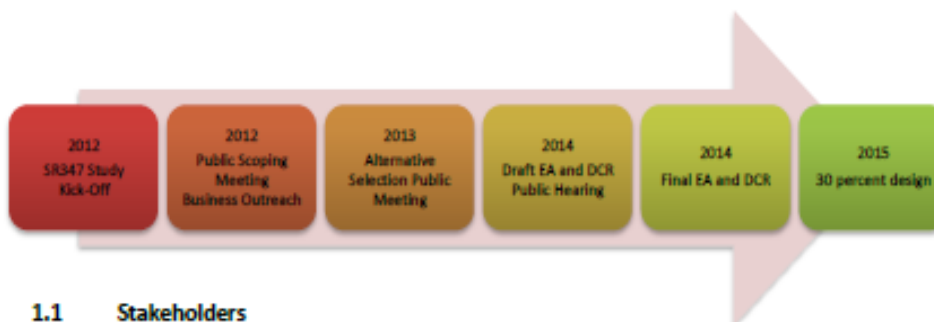 2012
SR347 Study
Kick-Off
2012
Public Scoping
Meeting
Business Outreach
2013
Alternative
Selection Public
Meeting
2014
Draft EA and DCR
Public Hearing
2014
Final EA and DCR
2015
30 percent design
1.1 Stakeholders